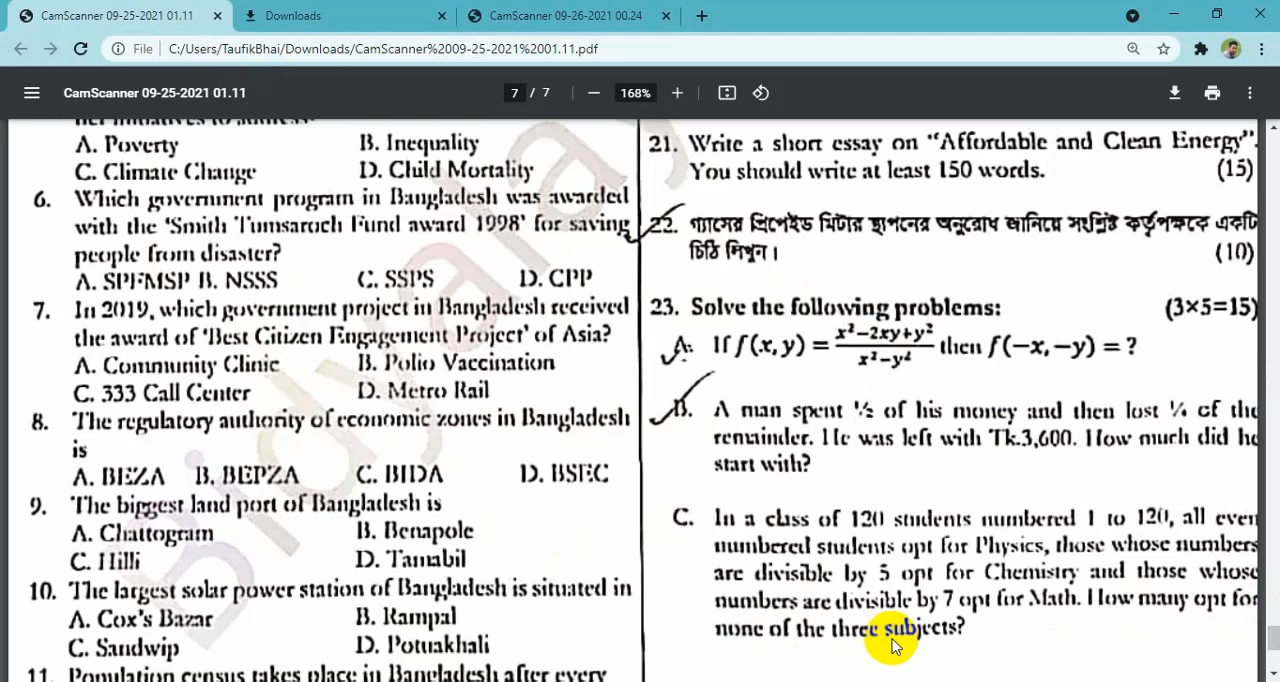 CamScanner 09-25-2021 01.11
Downloads
CamScanner 09-26-2021 00.24
File
C:/Users/TaufikBhai/Downloads/CamScanner%2009-25-2021%2001.11.pdf
CamScanner 09-25-2021 01.11
7 / 7
168%
A. Poverty B. Inequality
C. Climate Change D. Child Mortality
6. Which government program in Bangladesh was awarded
with the 'Smith Tumsaroch Fund award 1998' for saving
people from disaster?
A. SPFMSP B. NSSS C. SSPS D. CPP
7. In 2019, which government project in Bangladesh received
the award of 'Best Citizen Engagement Project' of Asia?
A. Community Clinic B. Polio Vaccination
C. 333 Call Center D. Metro Rail
8. The regulatory authority of economic zones in Bangladesh
is
A. BEZA B. BEPZA C. BIDA D. BSEC
9. The biggest land port of Bangladesh is
A. Chattogram B. Benapole
C. Hilli D. Tamabil
10. The largest solar power station of Bangladesh is situated in
A. Cox's Bazar B. Rampal
C. Sandwip D. Potuakhali
11. Population census takes place in Bangladesh after every
21. Write a short essay on "Affordable and Clean Energy".
You should write at least 150 words. (15)
22. গ্যাসের প্রিপেইড মিটার স্থাপনের অনুরোধ জানিয়ে সংশ্লিষ্ট কর্তৃপক্ষকে একটি
চিঠি লিখুন। (10)
23. Solve the following problems: (3×5=15)
A. If f(x, y) = x²−2xy+y² / x²−y² then f(−x, −y) = ?
B. A man spent ½ of his money and then lost ¼ of the
remainder. He was left with Tk.3,600. How much did he
start with?
C. In a class of 120 students numbered 1 to 120, all even
numbered students opt for Physics, those whose numbers
are divisible by 5 opt for Chemistry and those whose
numbers are divisible by 7 opt for Math. How many opt for
none of the three subjects?